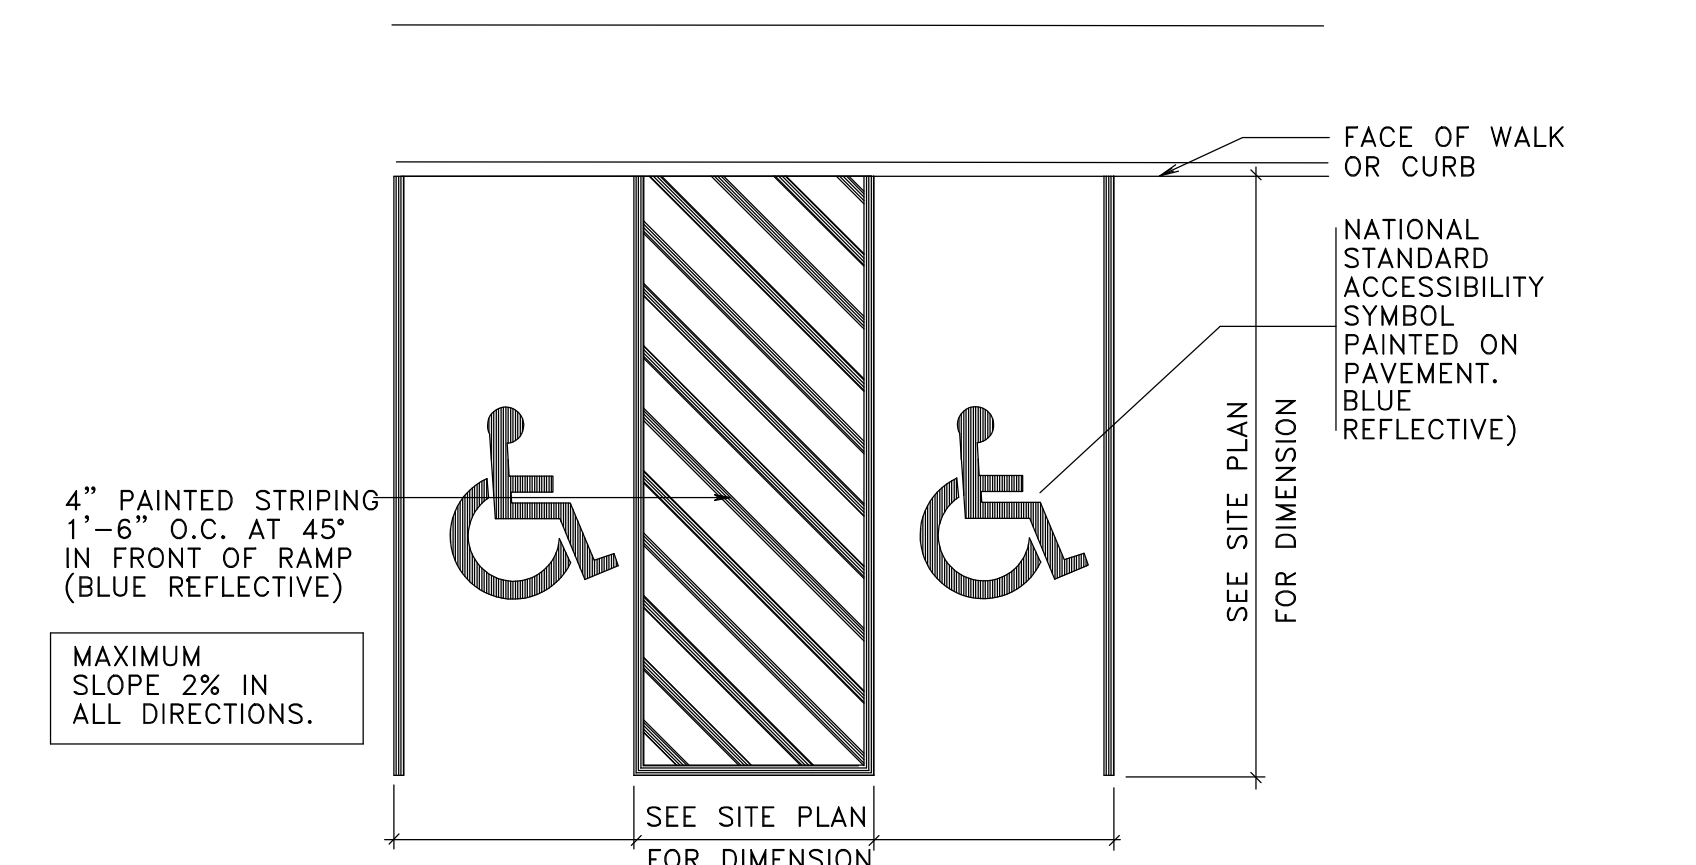 FACE OF WALK
OR CURB
NATIONAL
STANDARD
ACCESSIBILITY
SYMBOL
PAINTED ON
PAVEMENT.
BLUE
REFLECTIVE)
SEE SITE PLAN
FOR DIMENSION
4” PAINTED STRIPING
1’–6” O.C. AT 45°
IN FRONT OF RAMP
(BLUE REFLECTIVE)
MAXIMUM
SLOPE 2% IN
ALL DIRECTIONS.
SEE SITE PLAN
FOR DIMENSION